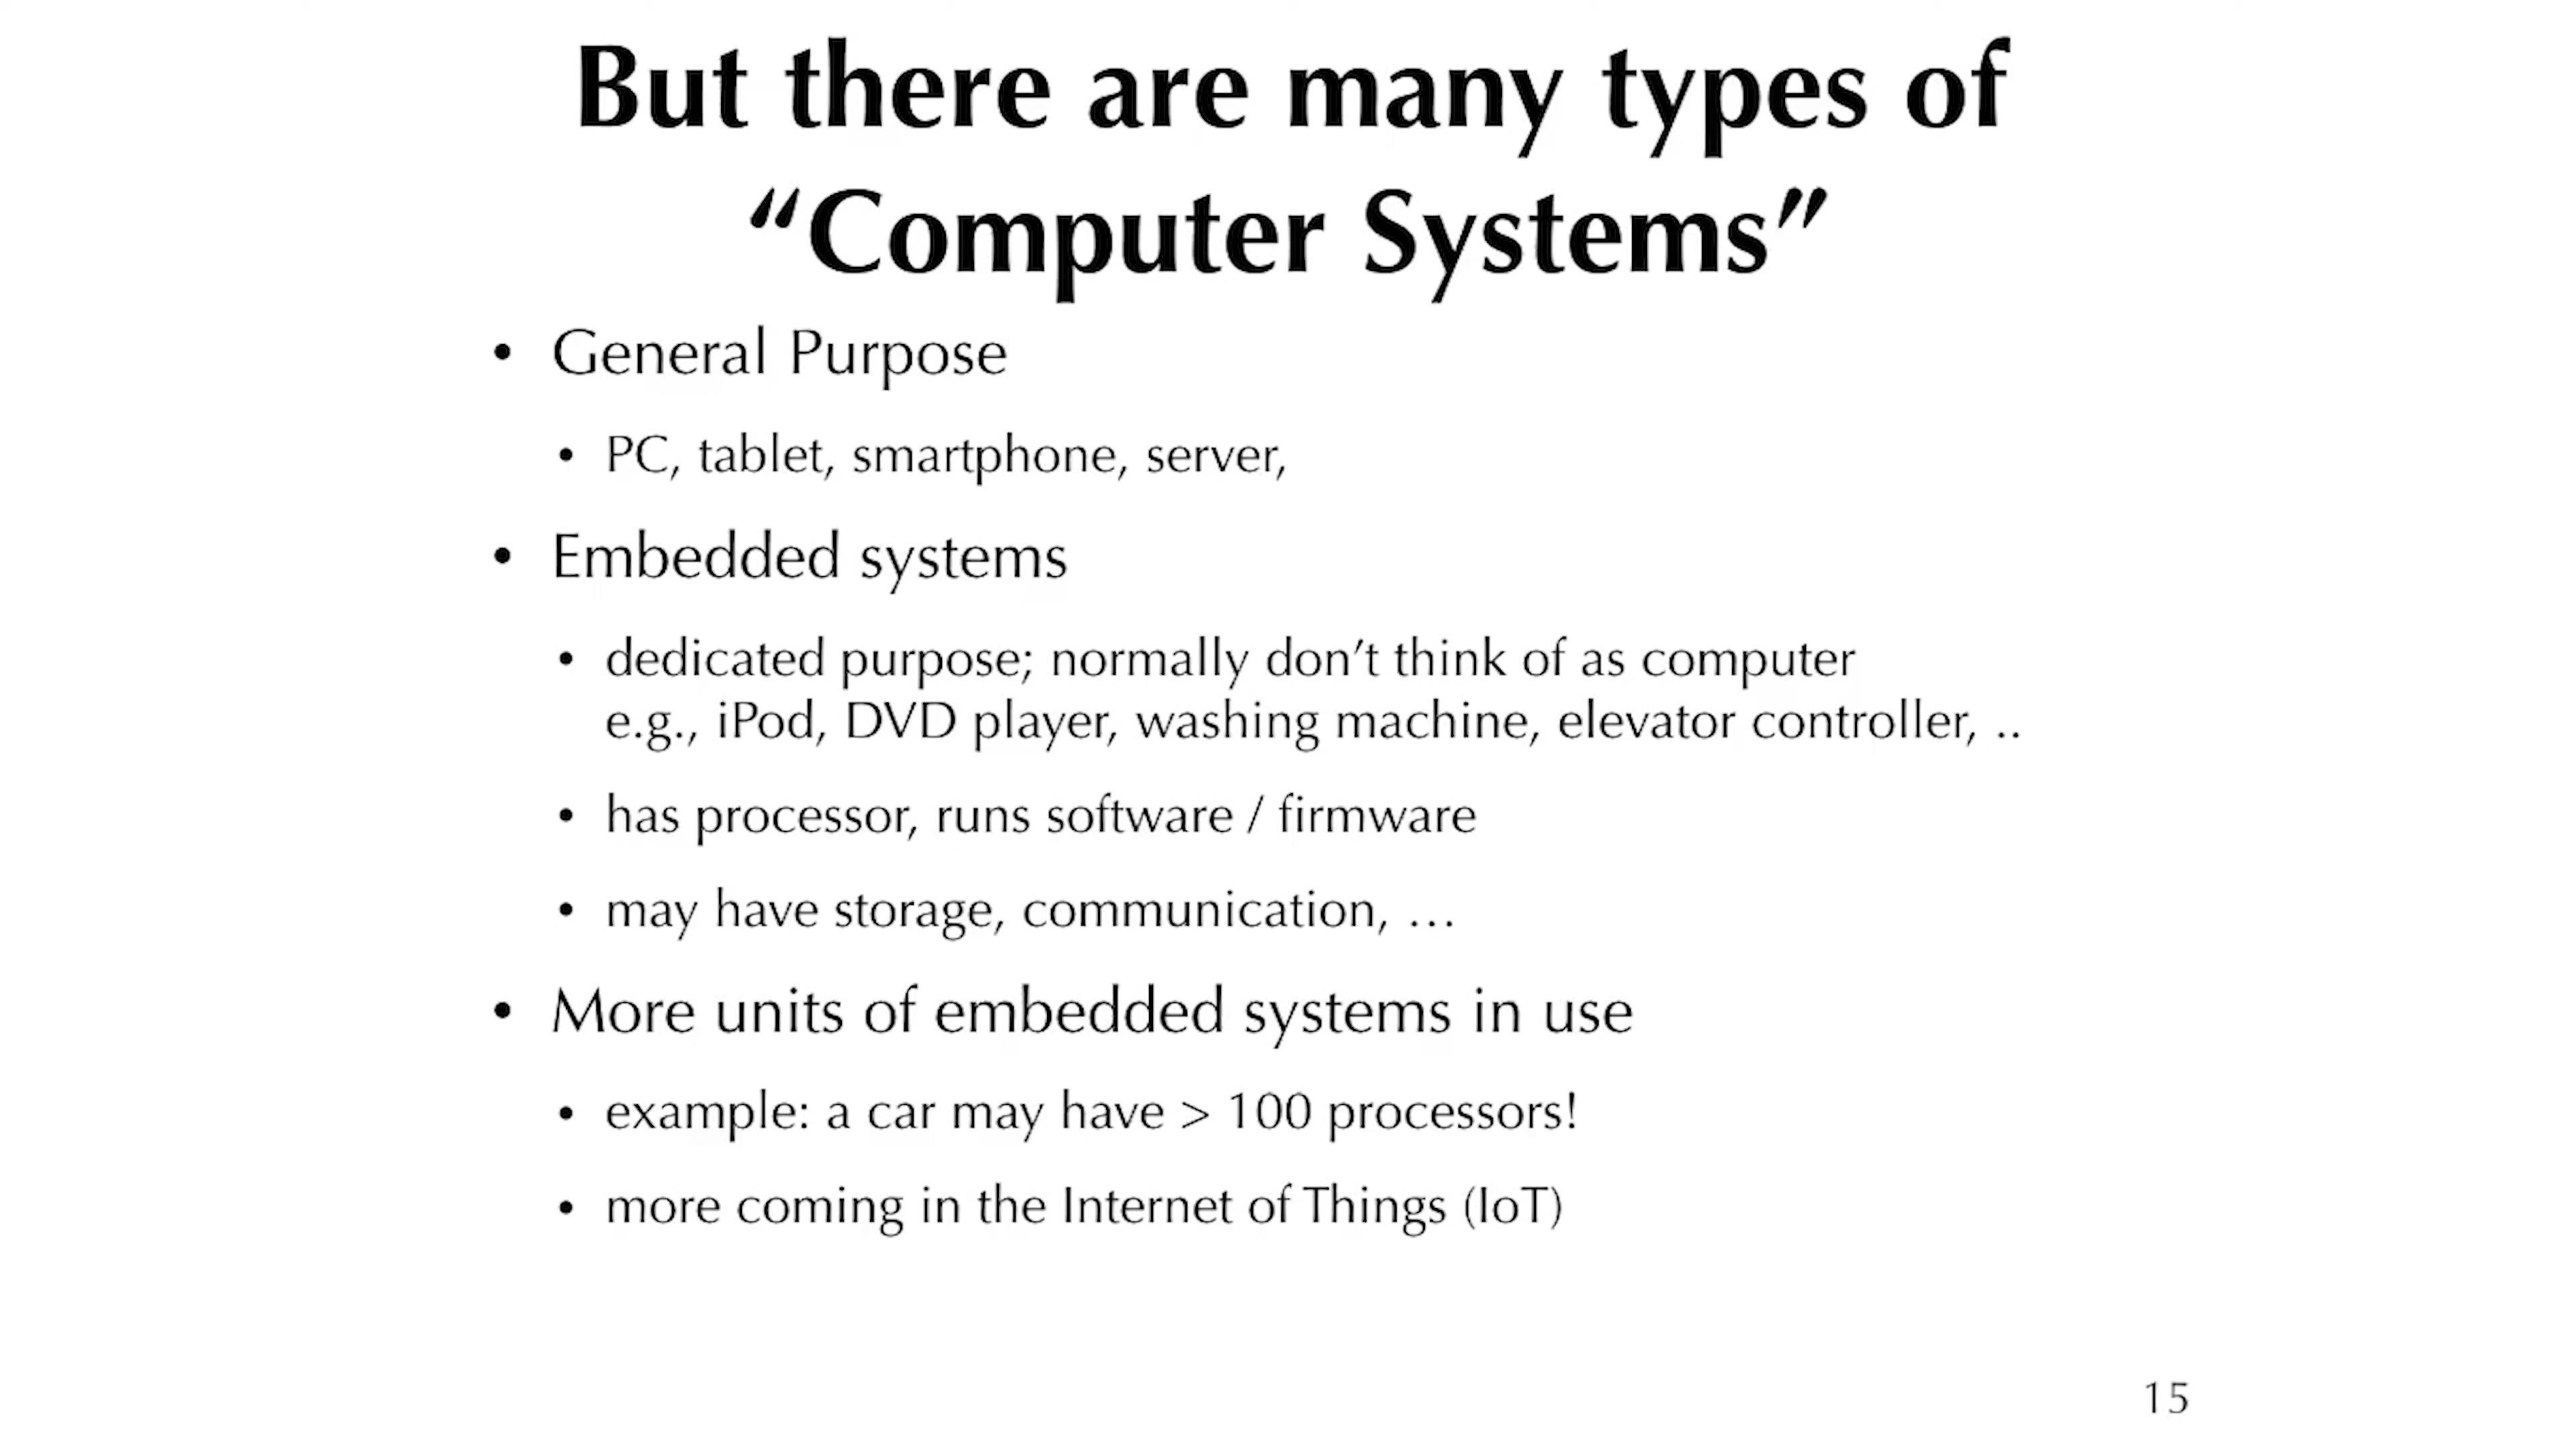 But there are many types of
“Computer Systems”
• General Purpose
• PC, tablet, smartphone, server,
• Embedded systems
• dedicated purpose; normally don’t think of as computer
e.g., iPod, DVD player, washing machine, elevator controller, ..
• has processor, runs software / firmware
• may have storage, communication, …
• More units of embedded systems in use
• example: a car may have > 100 processors!
• more coming in the Internet of Things (IoT)
15